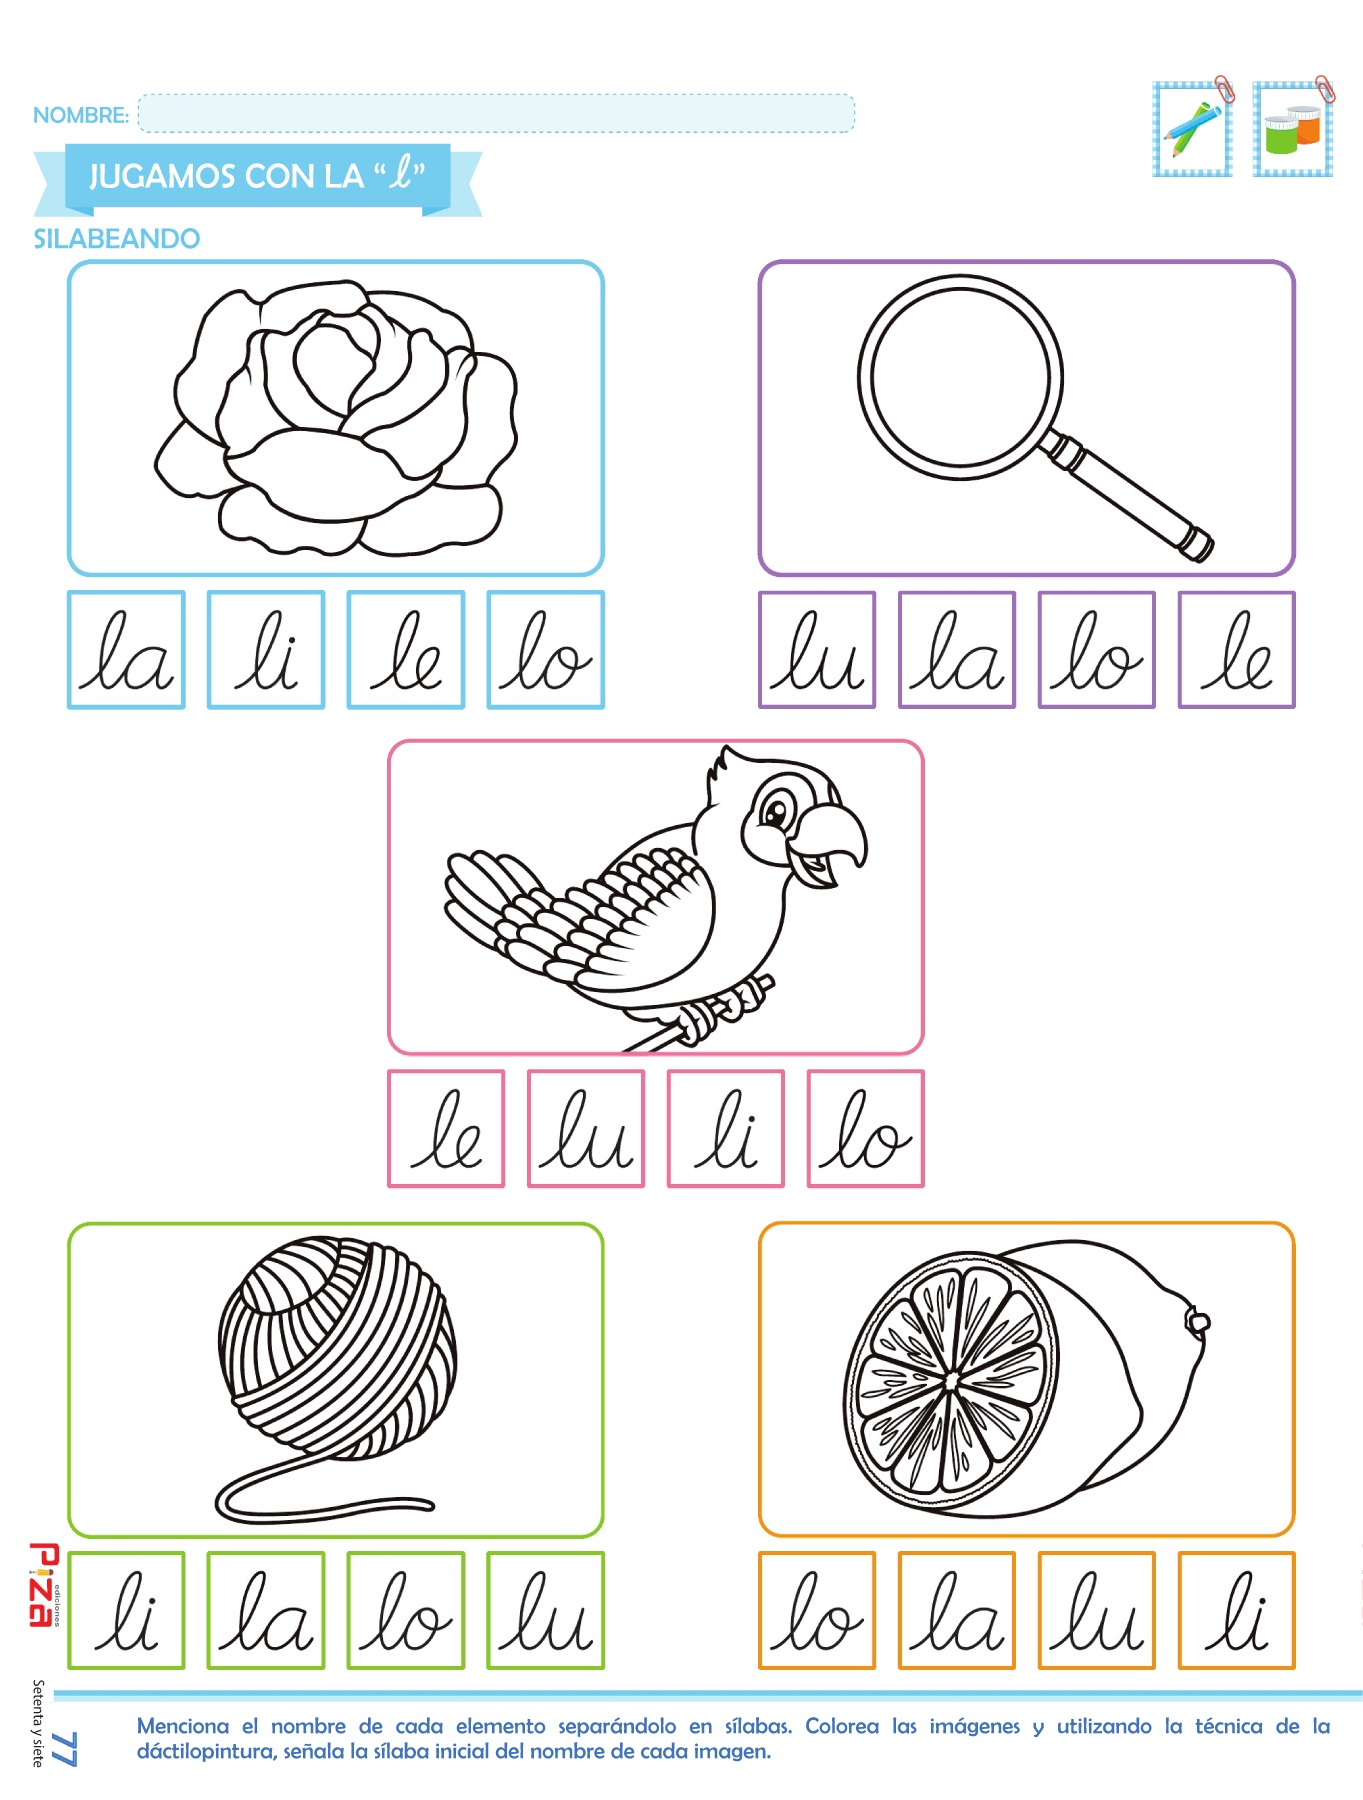 NOMBRE:
JUGAMOS CON LA “l”
SILABEANDO
la li le lo
lu la lo le
le lu li lo
li la lo lu
lo la lu li
Piza
ediciones
Setenta y siete
77
Menciona el nombre de cada elemento separándolo en sílabas. Colorea las imágenes y utilizando la técnica de la
dáctilopintura, señala la sílaba inicial del nombre de cada imagen.